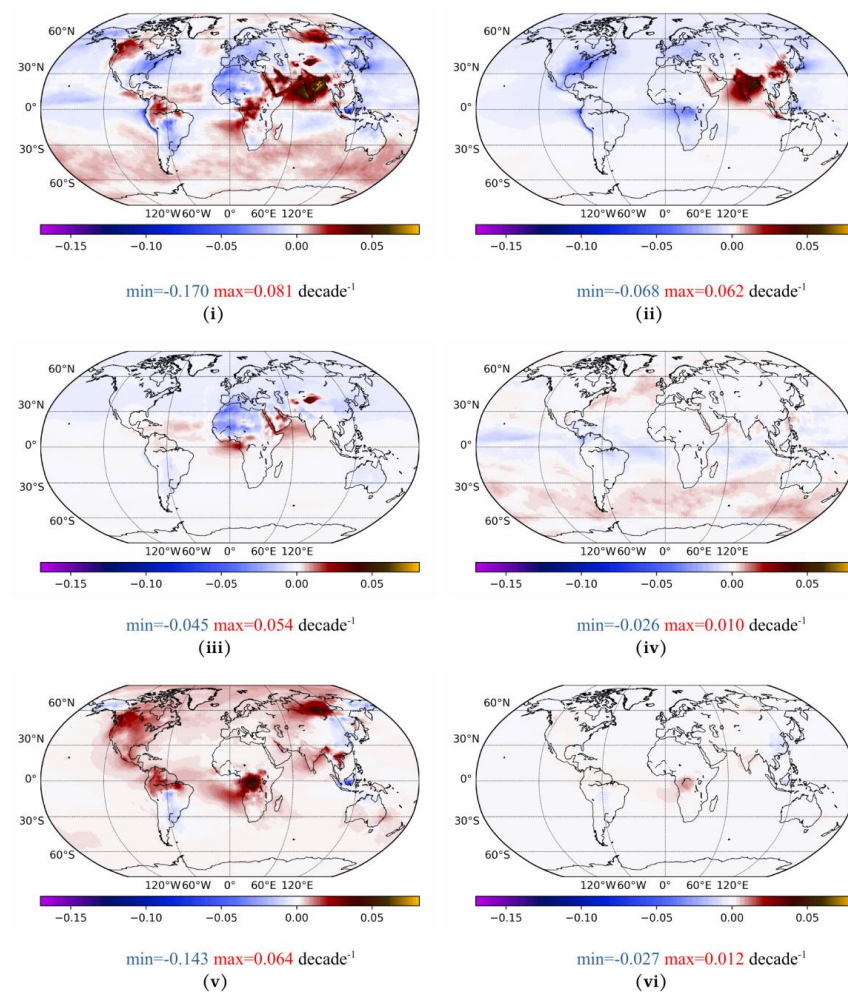 60°N
30°N
0°
30°S
60°S
120°W 60°W 0° 60°E 120°E
−0.15 −0.10 −0.05 0.00 0.05
min=-0.170 max=0.081 decade-1
(i)
60°N
30°N
0°
30°S
60°S
120°W 60°W 0° 60°E 120°E
−0.15 −0.10 −0.05 0.00 0.05
min=-0.068 max=0.062 decade-1
(ii)
60°N
30°N
0°
30°S
60°S
120°W 60°W 0° 60°E 120°E
−0.15 −0.10 −0.05 0.00 0.05
min=-0.045 max=0.054 decade-1
(iii)
60°N
30°N
0°
30°S
60°S
120°W 60°W 0° 60°E 120°E
−0.15 −0.10 −0.05 0.00 0.05
min=-0.026 max=0.010 decade-1
(iv)
60°N
30°N
0°
30°S
60°S
120°W 60°W 0° 60°E 120°E
−0.15 −0.10 −0.05 0.00 0.05
min=-0.143 max=0.064 decade-1
(v)
60°N
30°N
0°
30°S
60°S
120°W 60°W 0° 60°E 120°E
−0.15 −0.10 −0.05 0.00 0.05
min=-0.027 max=0.012 decade-1
(vi)